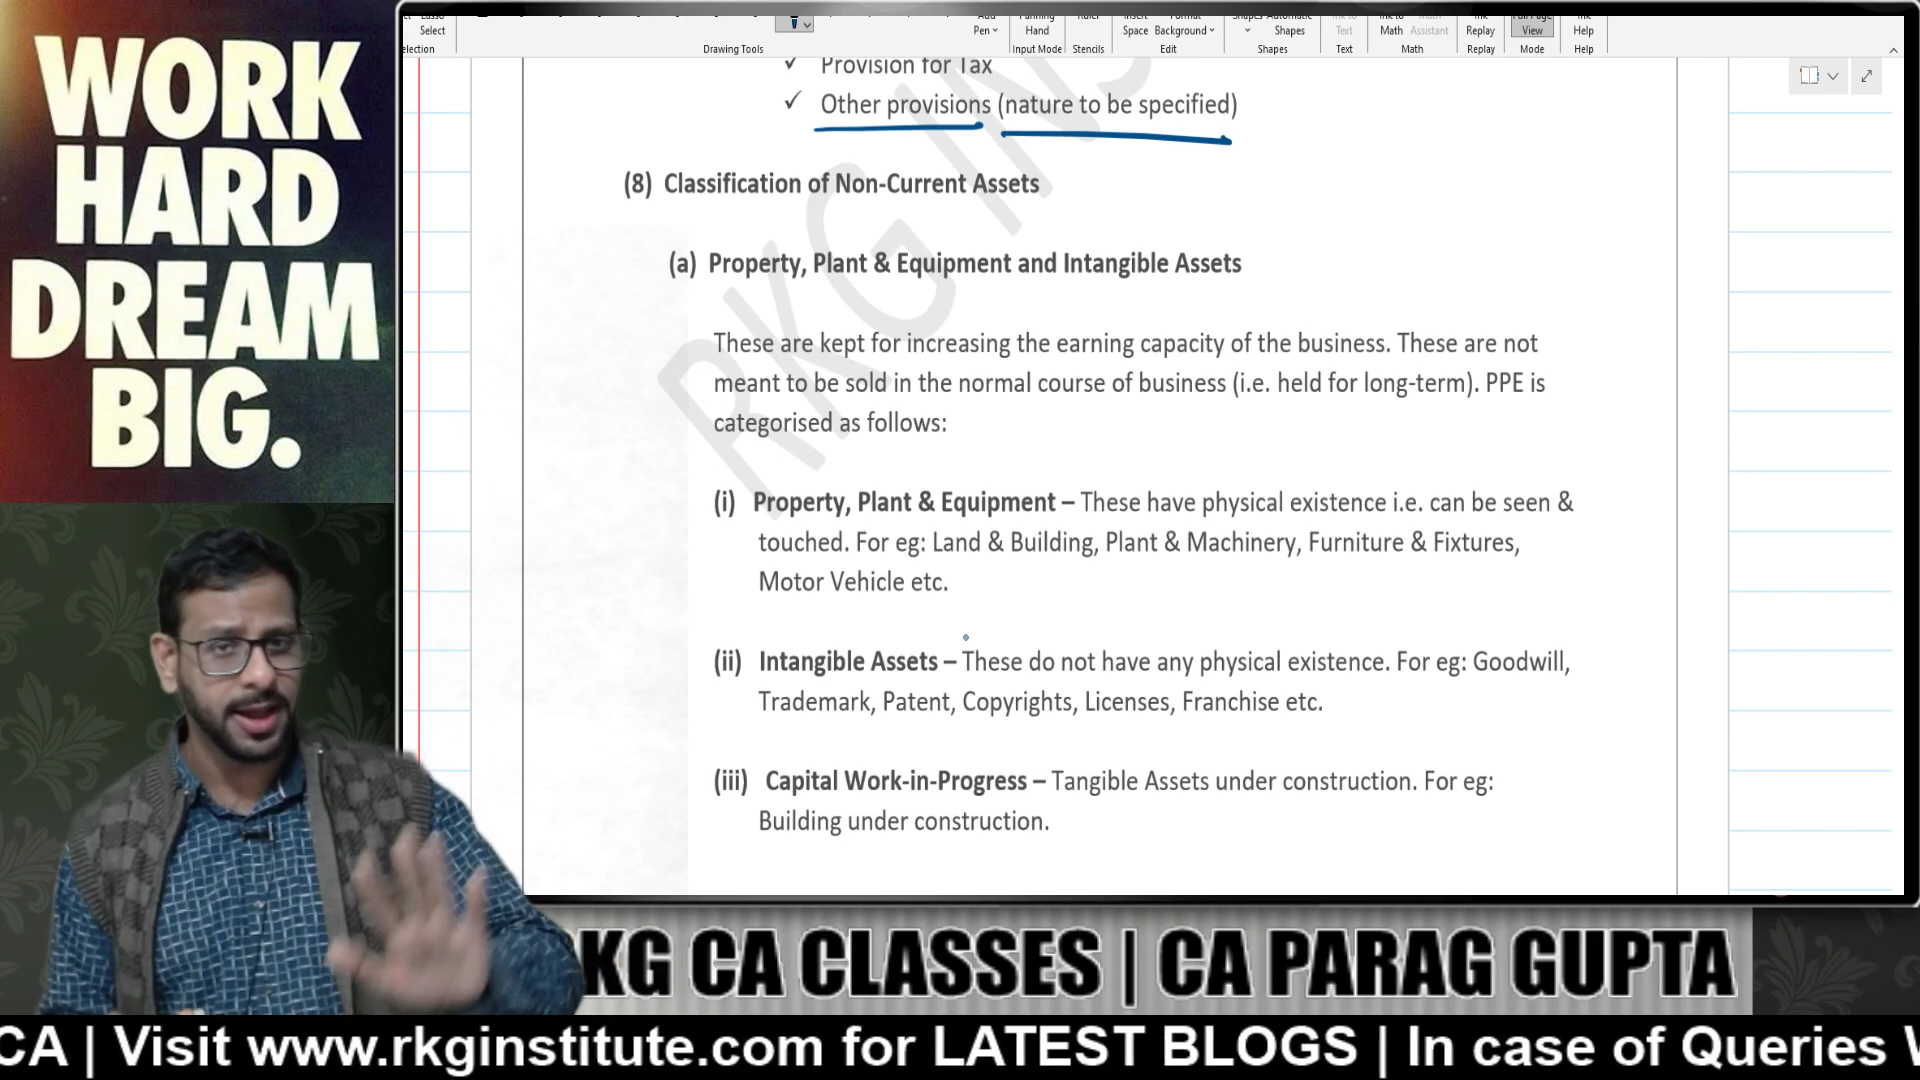 WORK
HARD
DREAM
BIG.
Select
Drawing Tools
Pen
Hand
Input Mode
Stencils
Space
Background
Edit
Shapes
Shapes
Text
Text
Math
Assistant
Math
Replay
Replay
View
Mode
Help
Help
✓ Provision for Tax
✓ Other provisions (nature to be specified)
(8) Classification of Non-Current Assets
(a) Property, Plant & Equipment and Intangible Assets
These are kept for increasing the earning capacity of the business. These are not
meant to be sold in the normal course of business (i.e. held for long-term). PPE is
categorised as follows:
(i) Property, Plant & Equipment – These have physical existence i.e. can be seen &
touched. For eg: Land & Building, Plant & Machinery, Furniture & Fixtures,
Motor Vehicle etc.
(ii) Intangible Assets – These do not have any physical existence. For eg: Goodwill,
Trademark, Patent, Copyrights, Licenses, Franchise etc.
(iii) Capital Work-in-Progress – Tangible Assets under construction. For eg:
Building under construction.
RKG INS
KG CA CLASSES | CA PARAG GUPTA
CA | Visit www.rkginstitute.com for LATEST BLOGS | In case of Queries W